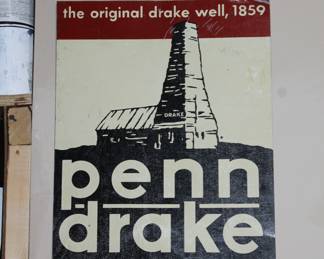 the original drake well, 1859
DRAKE
penn
drake